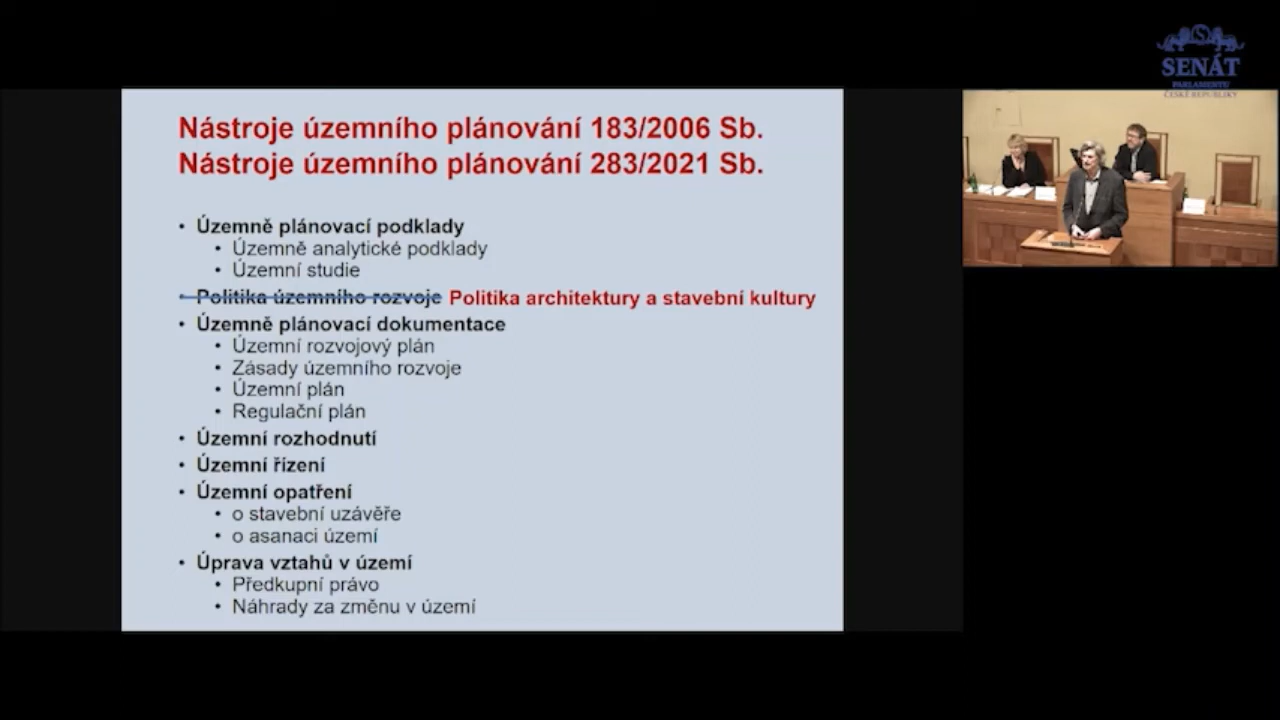 SENÁT
PARLAMENTU
ČESKÉ REPUBLIKY
Nástroje územního plánování 183/2006 Sb.
Nástroje územního plánování 283/2021 Sb.
• Územně plánovací podklady
• Územně analytické podklady
• Územní studie
• Politika územního rozvoje Politika architektury a stavební kultury
• Územně plánovací dokumentace
• Územní rozvojový plán
• Zásady územního rozvoje
• Územní plán
• Regulační plán
• Územní rozhodnutí
• Územní řízení
• Územní opatření
• o stavební uzávěře
• o asanaci území
• Úprava vztahů v území
• Předkupní právo
• Náhrady za změnu v území